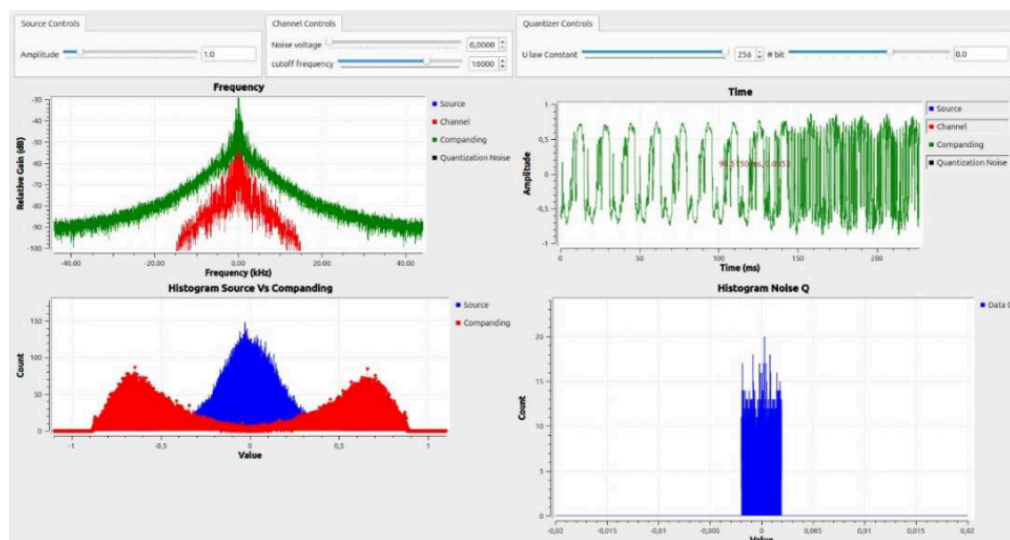 Source Controls
Amplitude 1.0
Channel Controls
Noise voltage 0,0000
cutoff frequency 16000
Quantizer Controls
U law Constant 256 # bit 8.0
Frequency
Relative Gain (dB)
-30
-50
-60
-70
-80
-90
-100
-40.00 -20.00 0.00 20.00 40.00
Frequency (kHz)
Source
Channel
Companding
Quantization Noise
Time
Amplitude
1
0,5
0
-0,5
-1
0 50 100 150 200
Time (ms)
Source
Channel
Companding
Quantization Noise
Histogram Source Vs Companding
Count
150
100
50
0
-1 -0,5 0 0,5 1
Value
Source
Companding
Histogram Noise Q
Count
20
15
10
5
0
-0,02 -0,015 -0,01 -0,005 0 0,005 0,01 0,015 0,02
Value
Data